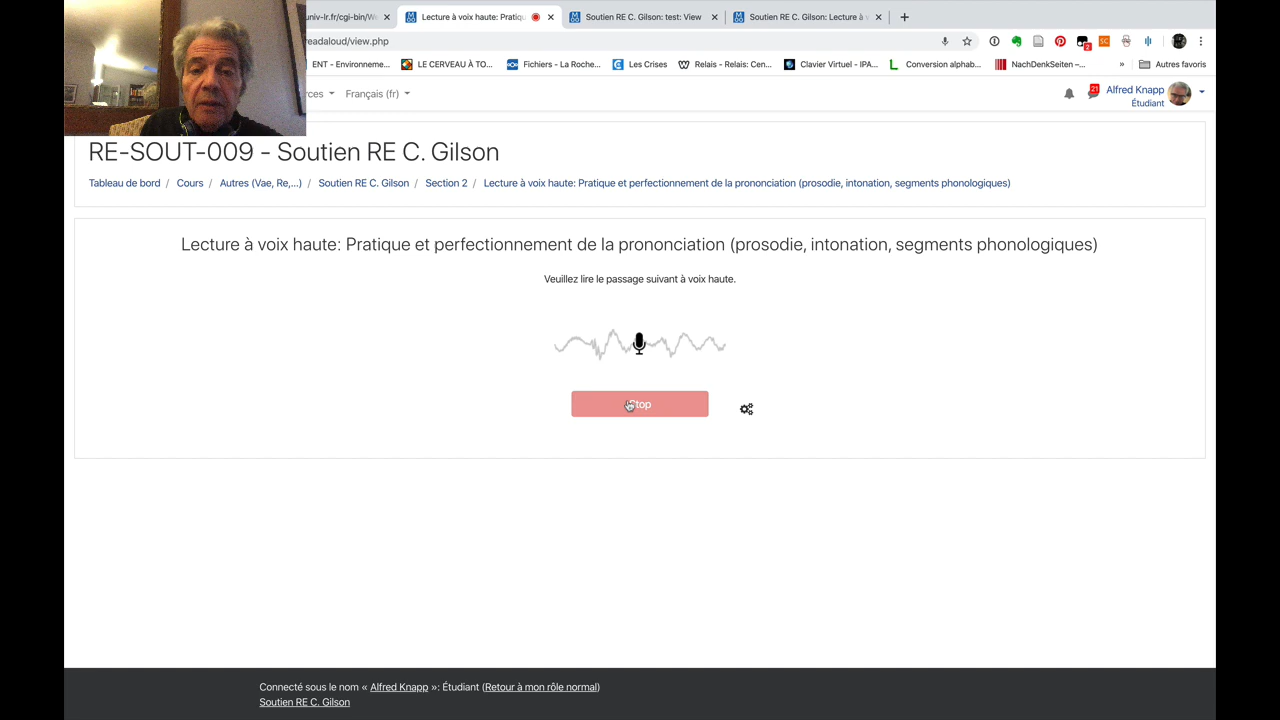 univ-lr.fr/cgi-bin/W
Lecture à voix haute: Pratiqu
Soutien RE C. Gilson: test: View
Soutien RE C. Gilson: Lecture à v
readaloud/view.php
2
SC
ENT - Environneme...
LE CERVEAU À TO...
Fichiers - La Roche...
Les Crises
Relais - Relais: Cen...
Clavier Virtuel - IPA...
Conversion alphab...
NachDenkSeiten –...
»
Autres favoris
rces
Français (fr)
21
Alfred Knapp
Étudiant
RE-SOUT-009 - Soutien RE C. Gilson
Tableau de bord / Cours / Autres (Vae, Re,...) / Soutien RE C. Gilson / Section 2 / Lecture à voix haute: Pratique et perfectionnement de la prononciation (prosodie, intonation, segments phonologiques)
Lecture à voix haute: Pratique et perfectionnement de la prononciation (prosodie, intonation, segments phonologiques)
Veuillez lire le passage suivant à voix haute.
Stop
Connecté sous le nom « Alfred Knapp »: Étudiant (Retour à mon rôle normal)
Soutien RE C. Gilson